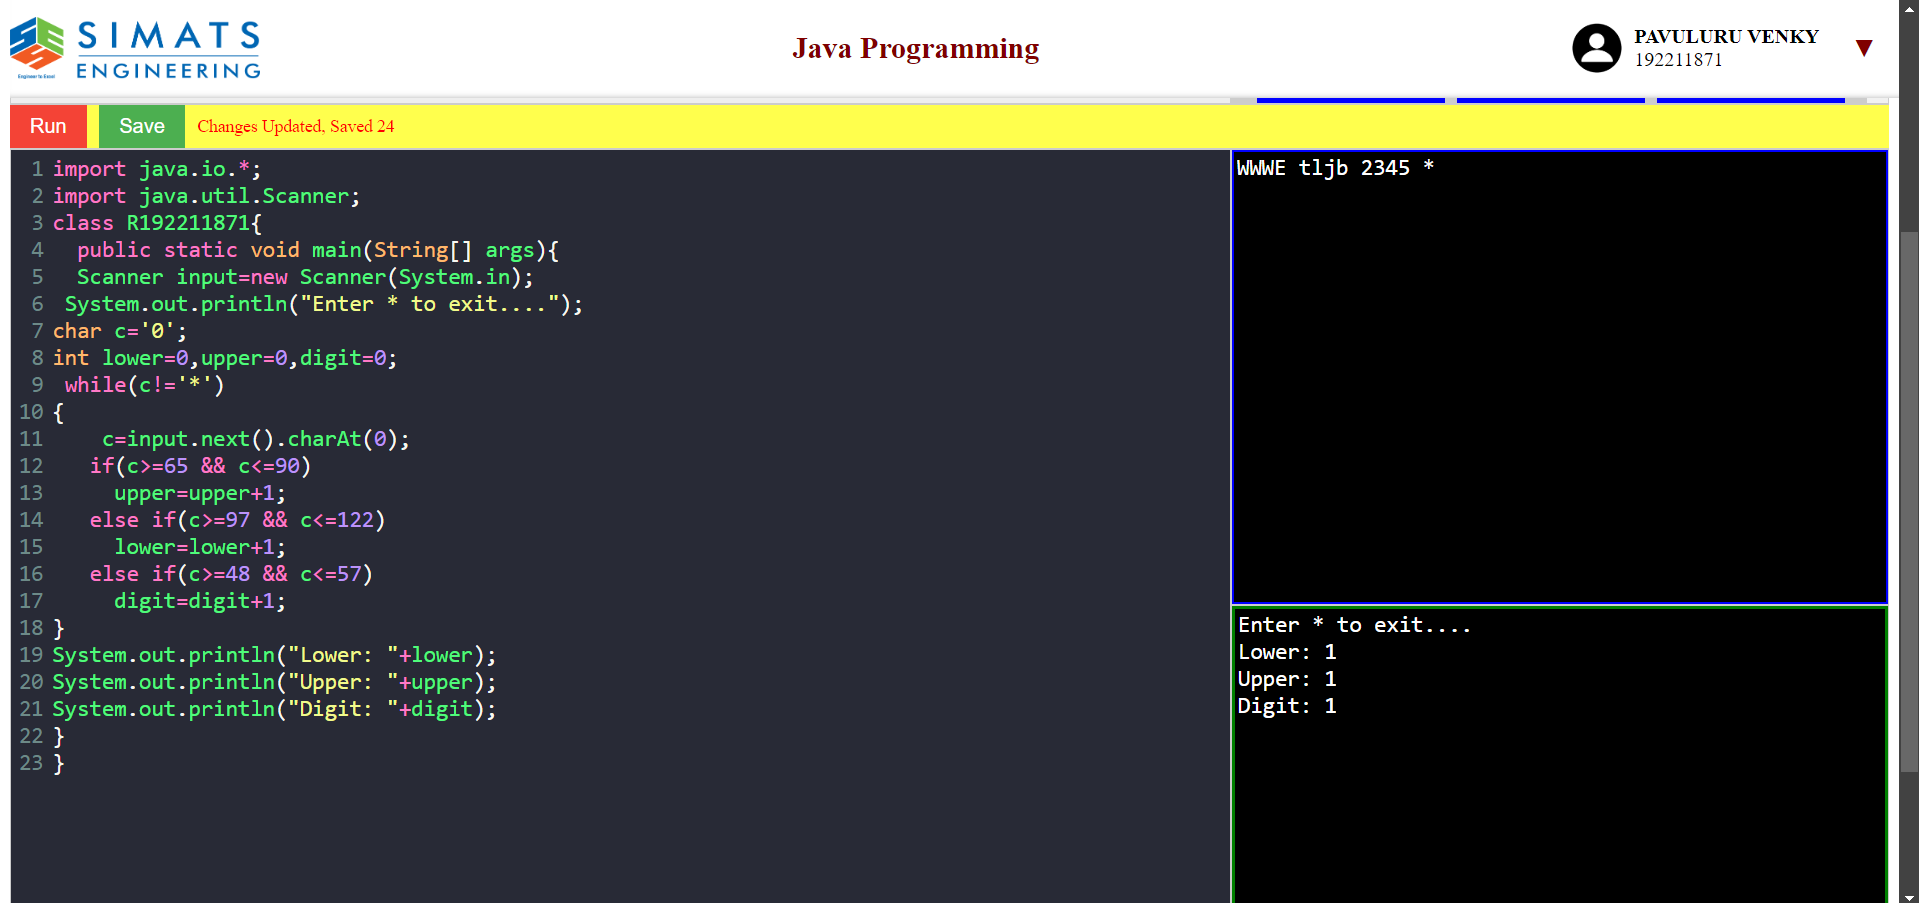 SIMATS
ENGINEERING
Engineer to Excel
Java Programming
PAVULURU VENKY
192211871
Run Save Changes Updated, Saved 24
1 import java.io.*;
2 import java.util.Scanner;
3 class R192211871{
4   public static void main(String[] args){
5   Scanner input=new Scanner(System.in);
6  System.out.println("Enter * to exit....");
7 char c='0';
8 int lower=0,upper=0,digit=0;
9  while(c!='*')
10 {
11     c=input.next().charAt(0);
12    if(c>=65 && c<=90)
13      upper=upper+1;
14    else if(c>=97 && c<=122)
15      lower=lower+1;
16    else if(c>=48 && c<=57)
17      digit=digit+1;
18 }
19 System.out.println("Lower: "+lower);
20 System.out.println("Upper: "+upper);
21 System.out.println("Digit: "+digit);
22 }
23 }
WWWE tljb 2345 *
Enter * to exit....
Lower: 1
Upper: 1
Digit: 1